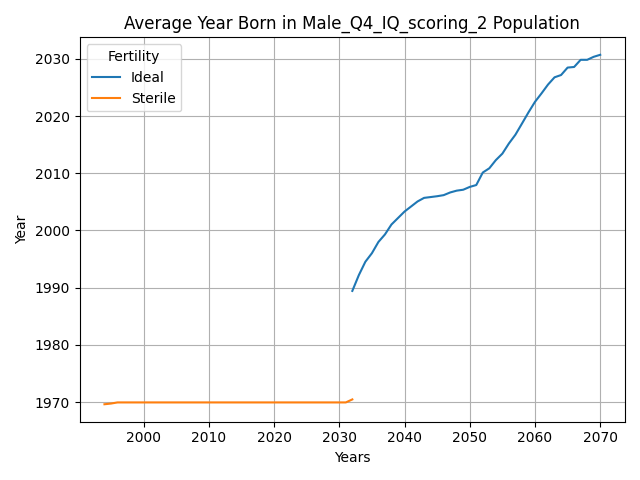 Average Year Born in Male_Q4_IQ_scoring_2 Population
Fertility
Ideal
Sterile
Year
2030
2020
2010
2000
1990
1980
1970
2000 2010 2020 2030 2040 2050 2060 2070
Years